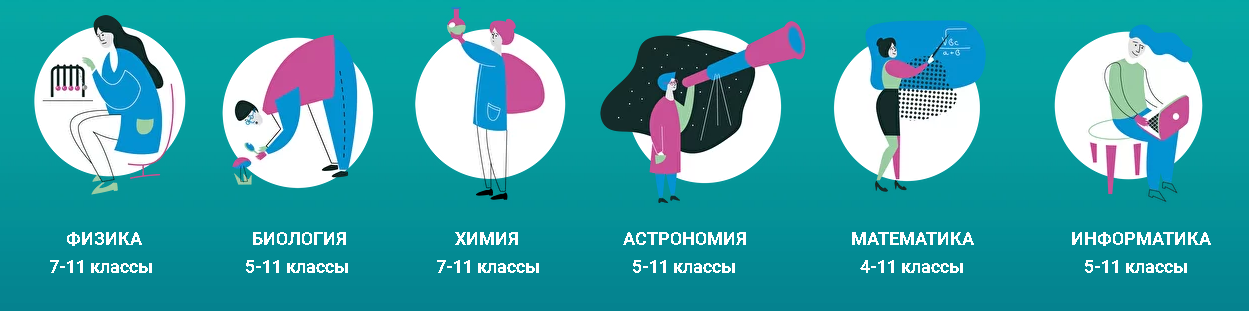 √Bc
a+B
ФИЗИКА
7-11 классы
БИОЛОГИЯ
5-11 классы
ХИМИЯ
7-11 классы
АСТРОНОМИЯ
5-11 классы
МАТЕМАТИКА
4-11 классы
ИНФОРМАТИКА
5-11 классы